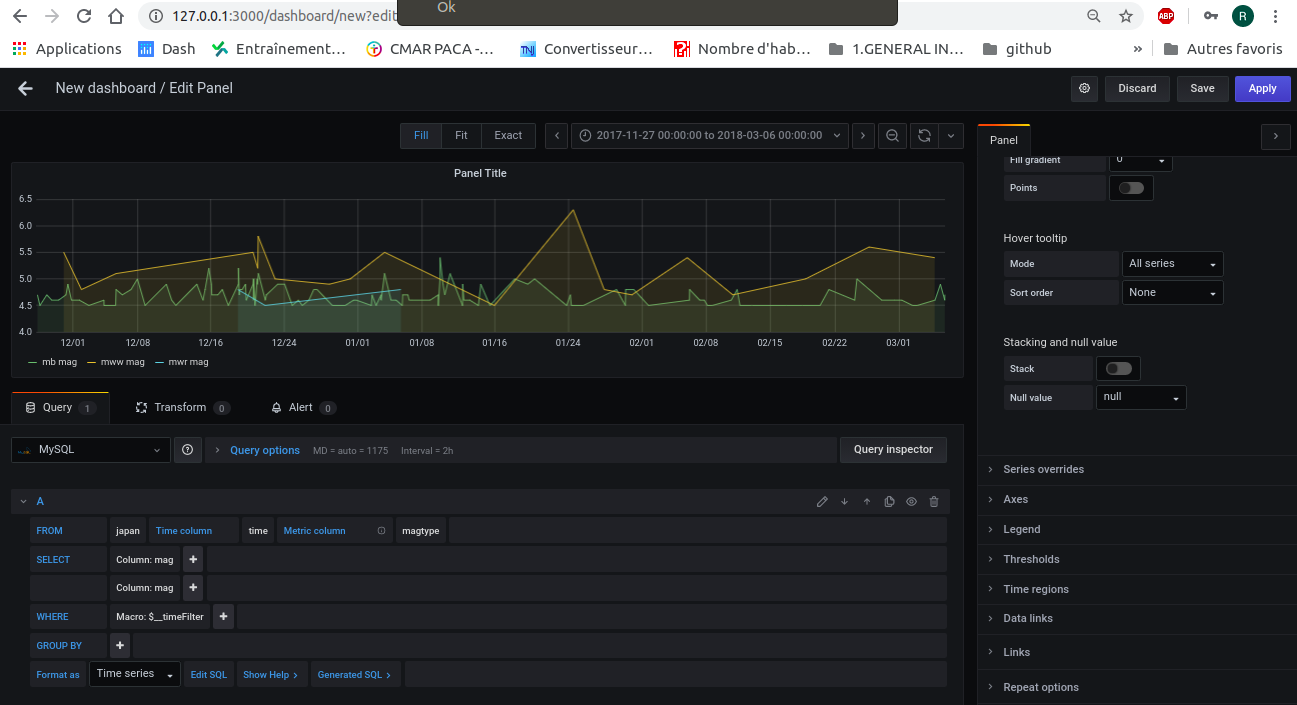 Ok
127.0.0.1:3000/dashboard/new?edit
ABP
R
Applications
Dash
Entraînement...
CMAR PACA -...
TNJ
Convertisseur...
Nombre d'hab...
1.GENERAL IN...
github
»
Autres favoris
New dashboard / Edit Panel
Discard
Save
Apply
Fill
Fit
Exact
2017-11-27 00:00:00 to 2018-03-06 00:00:00
Panel
Panel Title
6.5
6.0
5.5
5.0
4.5
4.0
12/01
12/08
12/16
12/24
01/01
01/08
01/16
01/24
02/01
02/08
02/15
02/22
03/01
mb mag
mww mag
mwr mag
Query 1
Transform 0
Alert 0
MySQL
Query options
MD = auto = 1175
Interval = 2h
Query inspector
A
FROM
japan
Time column
time
Metric column
magtype
SELECT
Column: mag
+
Column: mag
+
WHERE
Macro: $__timeFilter
+
GROUP BY
+
Format as
Time series
Edit SQL
Show Help >
Generated SQL >
Fill gradient
0
Points
Hover tooltip
Mode
All series
Sort order
None
Stacking and null value
Stack
Null value
null
Series overrides
Axes
Legend
Thresholds
Time regions
Data links
Links
Repeat options